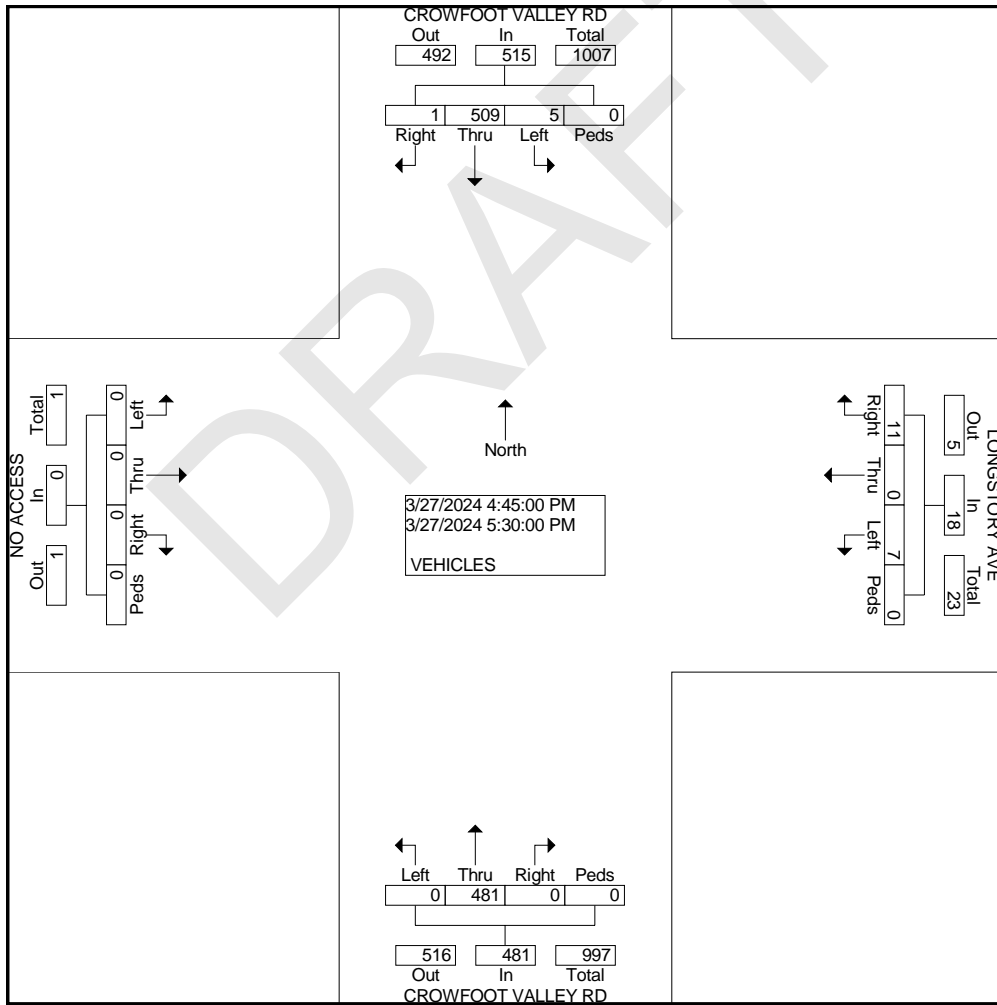 CROWFOOT VALLEY RD
Out In Total
492 515 1007
1 509 5 0
Right Thru Left Peds
DRAFT
NO ACCESS
Out In Total
1 0 1
0 0 0 0
Left Thru Right Peds
North
3/27/2024 4:45:00 PM
3/27/2024 5:30:00 PM
VEHICLES
Right Thru Left Peds
11 0 7 0
Out In Total
5 18 23
LONGSTORY AVE
Left Thru Right Peds
0 481 0 0
516 481 997
Out In Total
CROWFOOT VALLEY RD